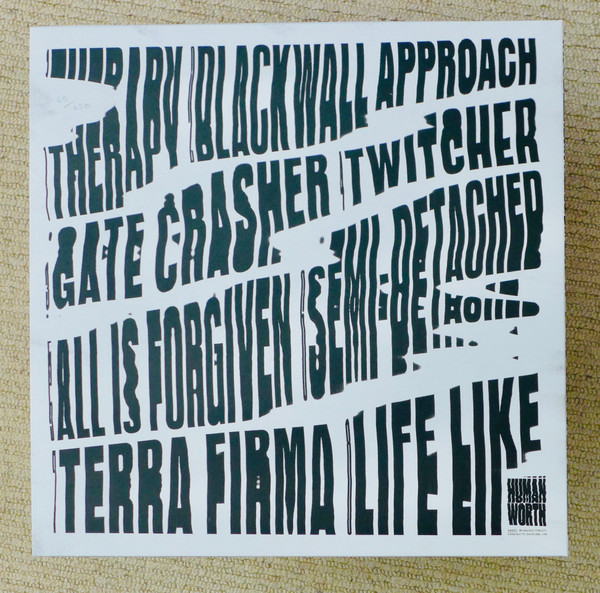 THERAPY BLACKWALL APPROACH
GATE CRASHER TWITCHER
ALL IS FORGIVEN SEMI-DETACHED
TERRA FIRMA LIFE LIKE
HUMAN
WORTH